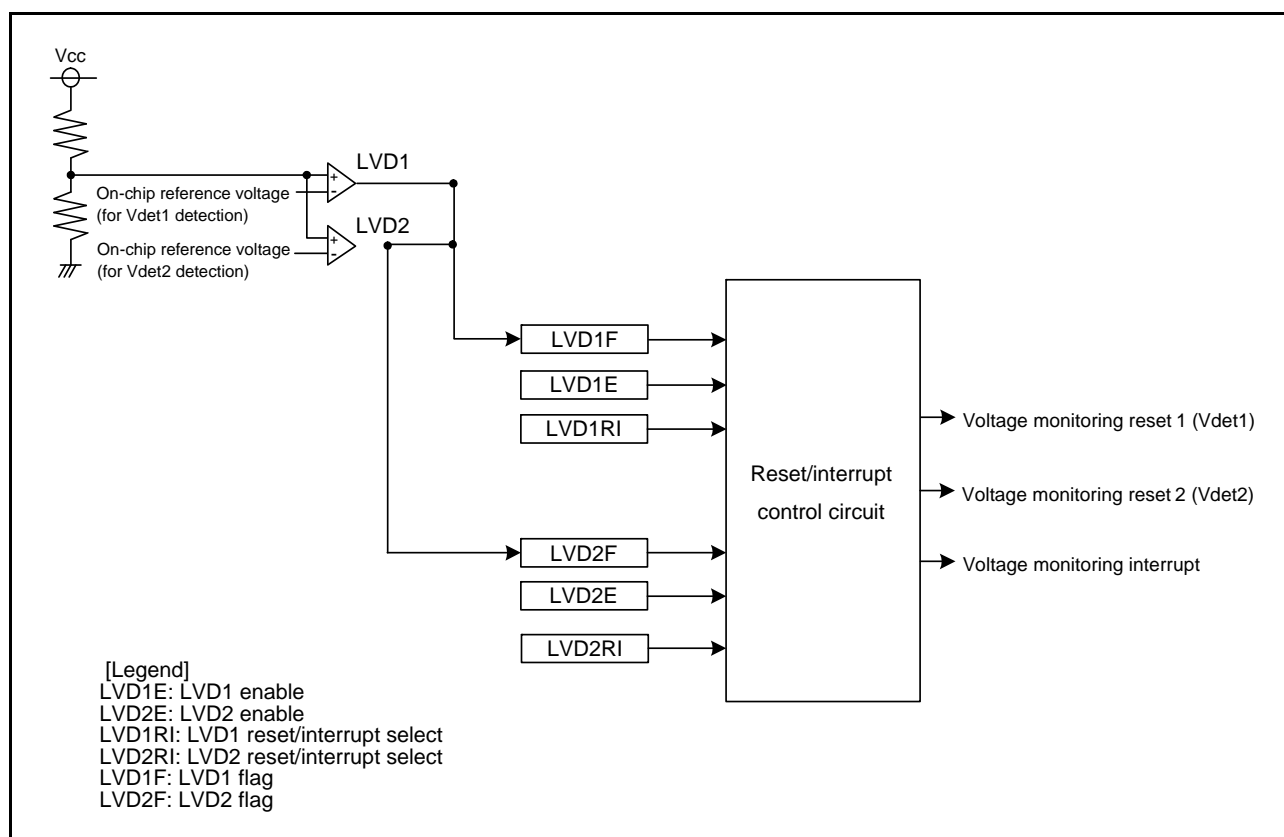 Vcc
LVD1
On-chip reference voltage
(for Vdet1 detection)
LVD2
On-chip reference voltage
(for Vdet2 detection)
+
-
+
-
LVD1F
LVD1E
LVD1RI
Reset/interrupt
control circuit
LVD2F
LVD2E
LVD2RI
Voltage monitoring reset 1 (Vdet1)
Voltage monitoring reset 2 (Vdet2)
Voltage monitoring interrupt
[Legend]
LVD1E: LVD1 enable
LVD2E: LVD2 enable
LVD1RI: LVD1 reset/interrupt select
LVD2RI: LVD2 reset/interrupt select
LVD1F: LVD1 flag
LVD2F: LVD2 flag